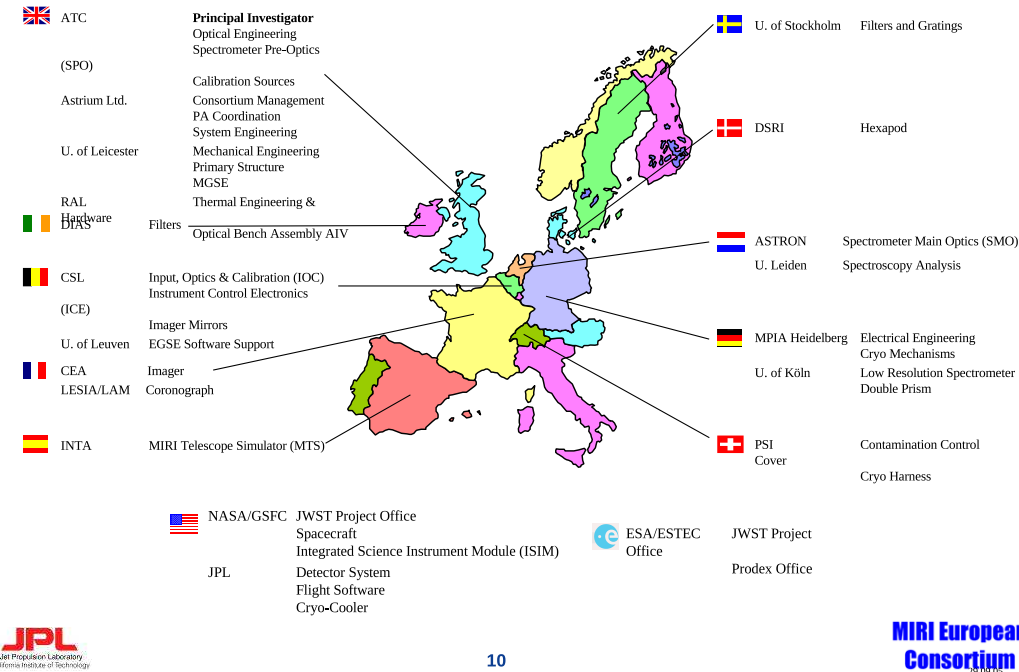 ATC Principal Investigator
Optical Engineering
Spectrometer Pre-Optics
(SPO)
Calibration Sources
Astrium Ltd. Consortium Management
PA Coordination
System Engineering
U. of Leicester Mechanical Engineering
Primary Structure
MGSE
RAL Thermal Engineering &
Hardware
Optical Bench Assembly AIV
DIAS Filters
CSL Input, Optics & Calibration (IOC)
Instrument Control Electronics
(ICE)
Imager Mirrors
U. of Leuven EGSE Software Support
CEA Imager
LESIA/LAM Coronograph
INTA MIRI Telescope Simulator (MTS)
U. of Stockholm Filters and Gratings
DSRI Hexapod
ASTRON Spectrometer Main Optics (SMO)
U. Leiden Spectroscopy Analysis
MPIA Heidelberg Electrical Engineering
Cryo Mechanisms
U. of Köln Low Resolution Spectrometer
Double Prism
PSI Contamination Control
Cover
Cryo Harness
NASA/GSFC JWST Project Office
Spacecraft
Integrated Science Instrument Module (ISIM)
JPL Detector System
Flight Software
Cryo-Cooler
ESA/ESTEC JWST Project
Office
Prodex Office
JPL
Jet Propulsion Laboratory
lifornia Institute of Technology
10
MIRI European
Consortium